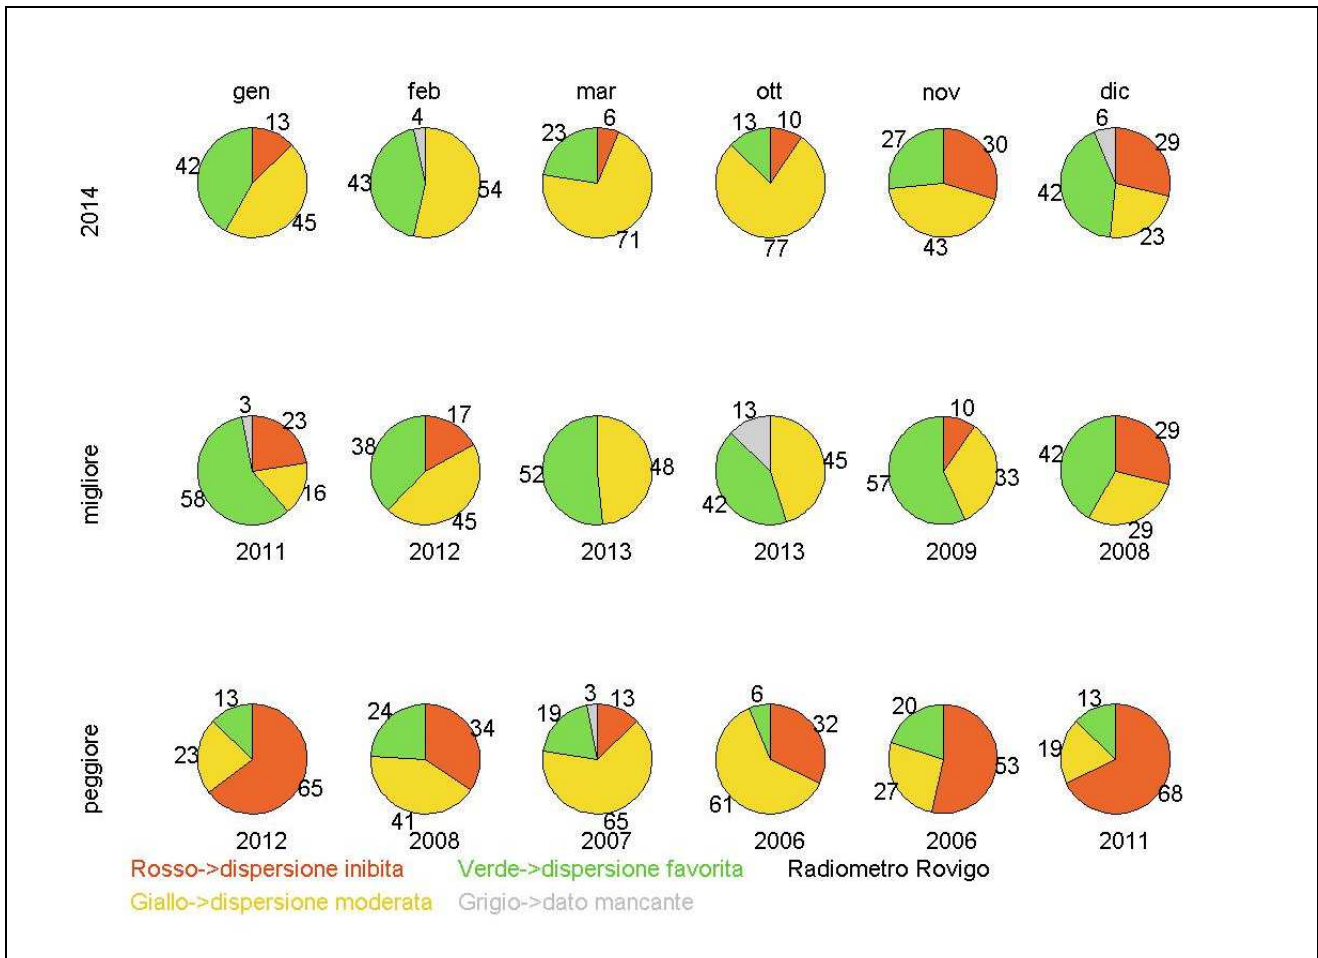 gen feb mar ott nov dic
2014
13 45 42
4 54 43
6 71 23
10 77 13
30 43 27
6 29 23 42
migliore
3 23 16 58
17 45 38
48 52
13 45 42
10 33 57
29 29 42
2011 2012 2013 2013 2009 2008
peggiore
13 23 65
24 34 41
3 13 19 65
6 32 61
20 53 27
13 19 68
2012 2008 2007 2006 2006 2011
Rosso->dispersione inibita Verde->dispersione favorita Radiometro Rovigo
Giallo->dispersione moderata Grigio->dato mancante